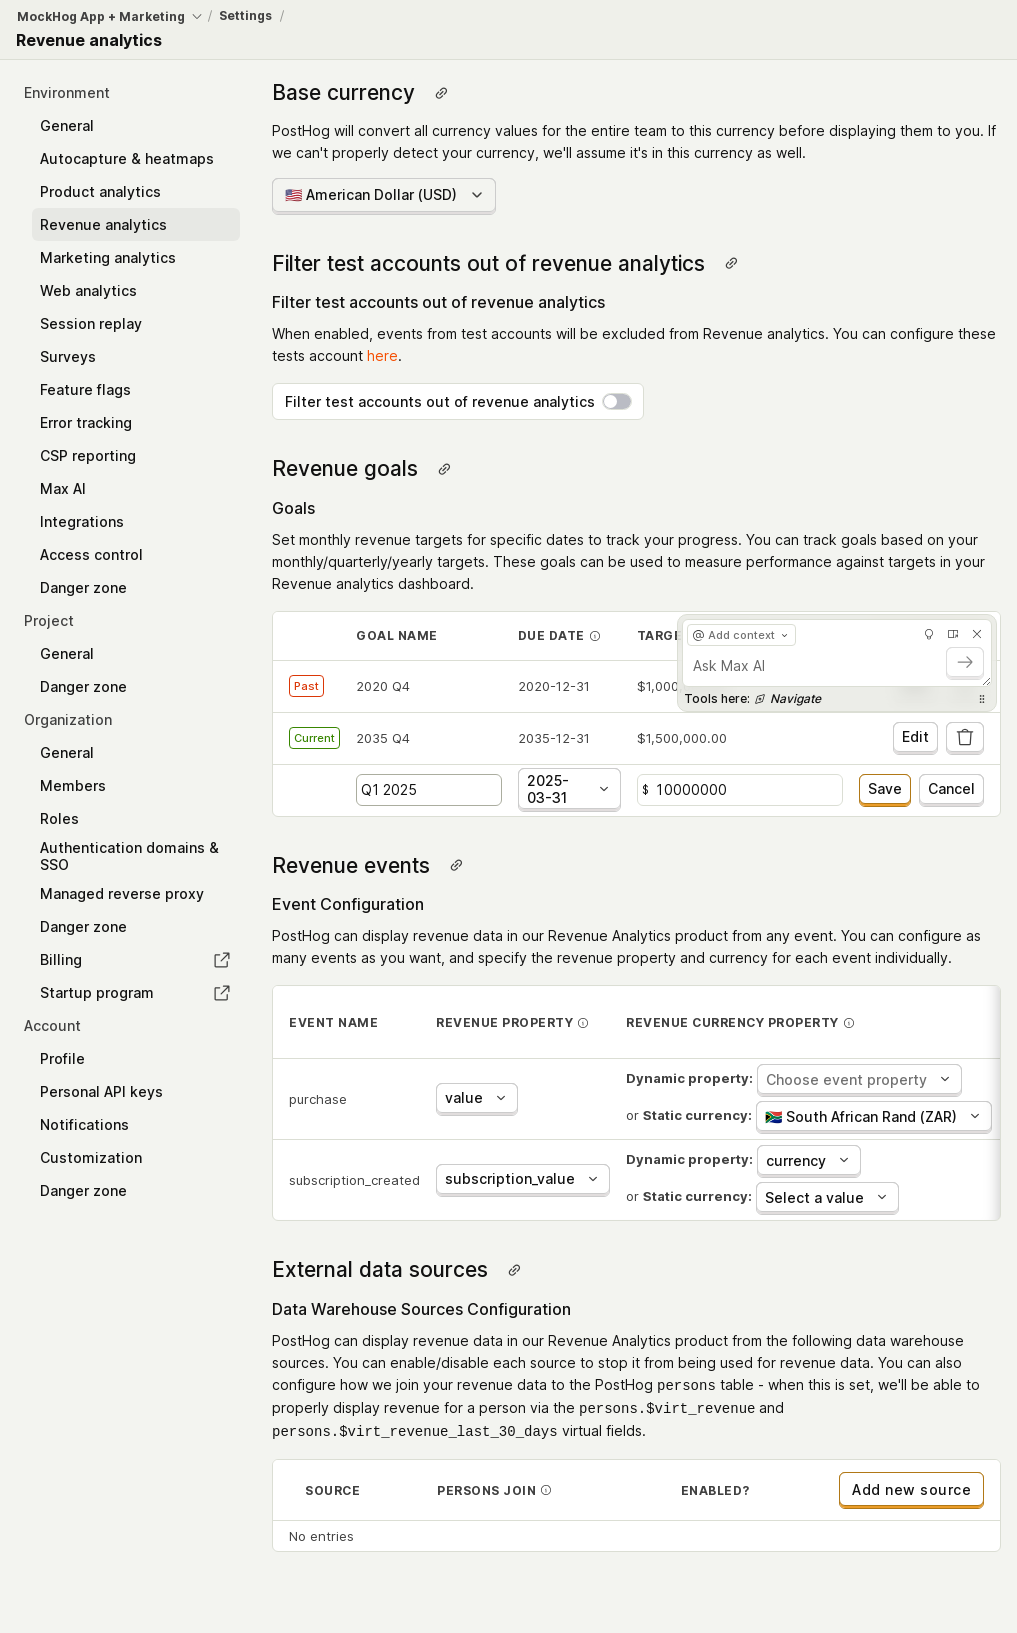 MockHog App + Marketing / Settings /
Revenue analytics
Environment
General
Autocapture & heatmaps
Product analytics
Revenue analytics
Marketing analytics
Web analytics
Session replay
Surveys
Feature flags
Error tracking
CSP reporting
Max AI
Integrations
Access control
Danger zone
Project
General
Danger zone
Organization
General
Members
Roles
Authentication domains &
SSO
Managed reverse proxy
Danger zone
Billing
Startup program
Account
Profile
Personal API keys
Notifications
Customization
Danger zone
Base currency
PostHog will convert all currency values for the entire team to this currency before displaying them to you. If
we can't properly detect your currency, we'll assume it's in this currency as well.
American Dollar (USD)
Filter test accounts out of revenue analytics
Filter test accounts out of revenue analytics
When enabled, events from test accounts will be excluded from Revenue analytics. You can configure these
tests account here.
Filter test accounts out of revenue analytics
Revenue goals
Goals
Set monthly revenue targets for specific dates to track your progress. You can track goals based on your
monthly/quarterly/yearly targets. These goals can be used to measure performance against targets in your
Revenue analytics dashboard.
GOAL NAME DUE DATE TARGE
@ Add context
Ask Max AI
Tools here: Navigate
Past 2020 Q4 2020-12-31 $1,000
Current 2035 Q4 2035-12-31 $1,500,000.00 Edit
Q1 2025 2025-
03-31 $ 10000000 Save Cancel
Revenue events
Event Configuration
PostHog can display revenue data in our Revenue Analytics product from any event. You can configure as
many events as you want, and specify the revenue property and currency for each event individually.
EVENT NAME REVENUE PROPERTY REVENUE CURRENCY PROPERTY
purchase value Dynamic property: Choose event property
or Static currency: South African Rand (ZAR)
subscription_created subscription_value Dynamic property: currency
or Static currency: Select a value
External data sources
Data Warehouse Sources Configuration
PostHog can display revenue data in our Revenue Analytics product from the following data warehouse
sources. You can enable/disable each source to stop it from being used for revenue data. You can also
configure how we join your revenue data to the PostHog persons table - when this is set, we'll be able to
properly display revenue for a person via the persons.$virt_revenue and
persons.$virt_revenue_last_30_days virtual fields.
SOURCE PERSONS JOIN ENABLED? Add new source
No entries